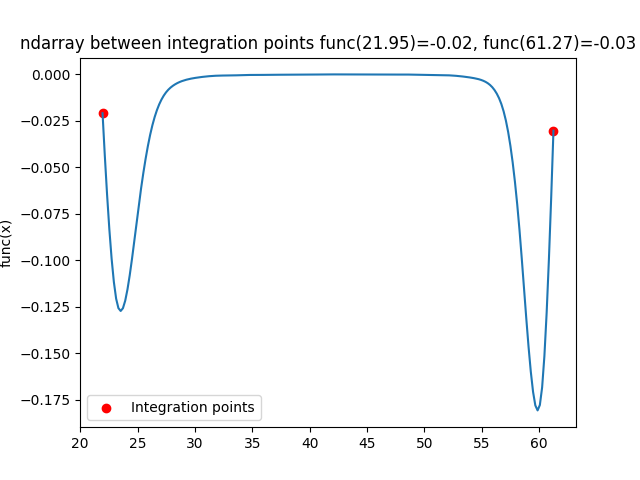 ndarray between integration points func(21.95)=-0.02, func(61.27)=-0.03
func(x)
0.000
−0.025
−0.050
−0.075
−0.100
−0.125
−0.150
−0.175
Integration points
20 25 30 35 40 45 50 55 60